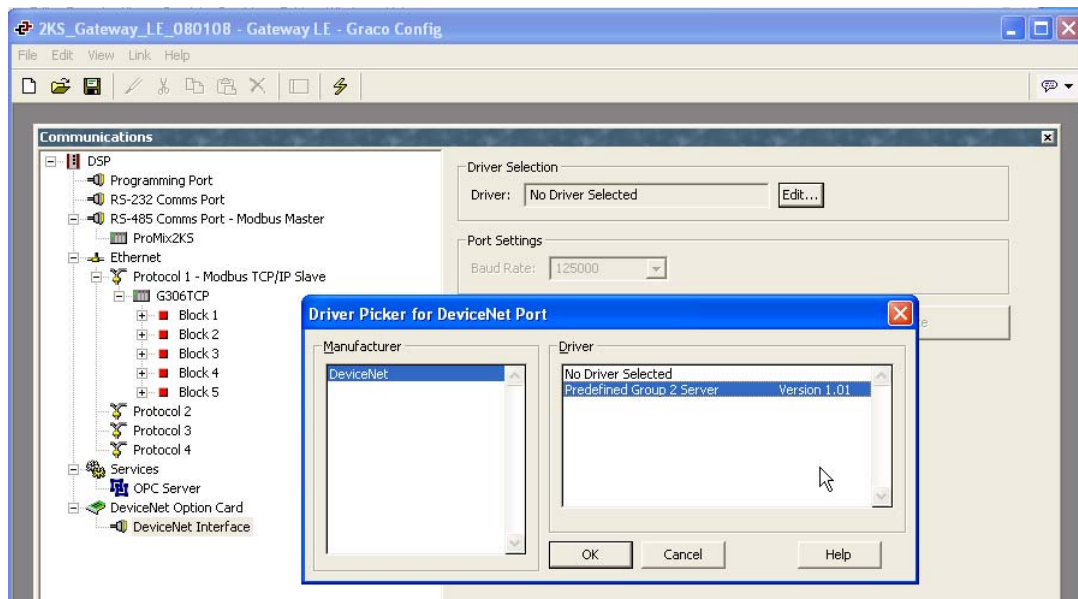 2KS_Gateway_LE_080108 - Gateway LE - Graco Config
File Edit View Link Help
Communications
DSP
Programming Port
RS-232 Comms Port
RS-485 Comms Port - Modbus Master
ProMix2KS
Ethernet
Protocol 1 - Modbus TCP/IP Slave
G306TCP
Block 1
Block 2
Block 3
Block 4
Block 5
Protocol 2
Protocol 3
Protocol 4
Services
OPC Server
DeviceNet Option Card
DeviceNet Interface
Driver Selection
Driver: No Driver Selected Edit...
Port Settings
Baud Rate: 125000
Driver Picker for DeviceNet Port
Manufacturer
DeviceNet
Driver
No Driver Selected
Predefined Group 2 Server Version 1.01
OK Cancel Help